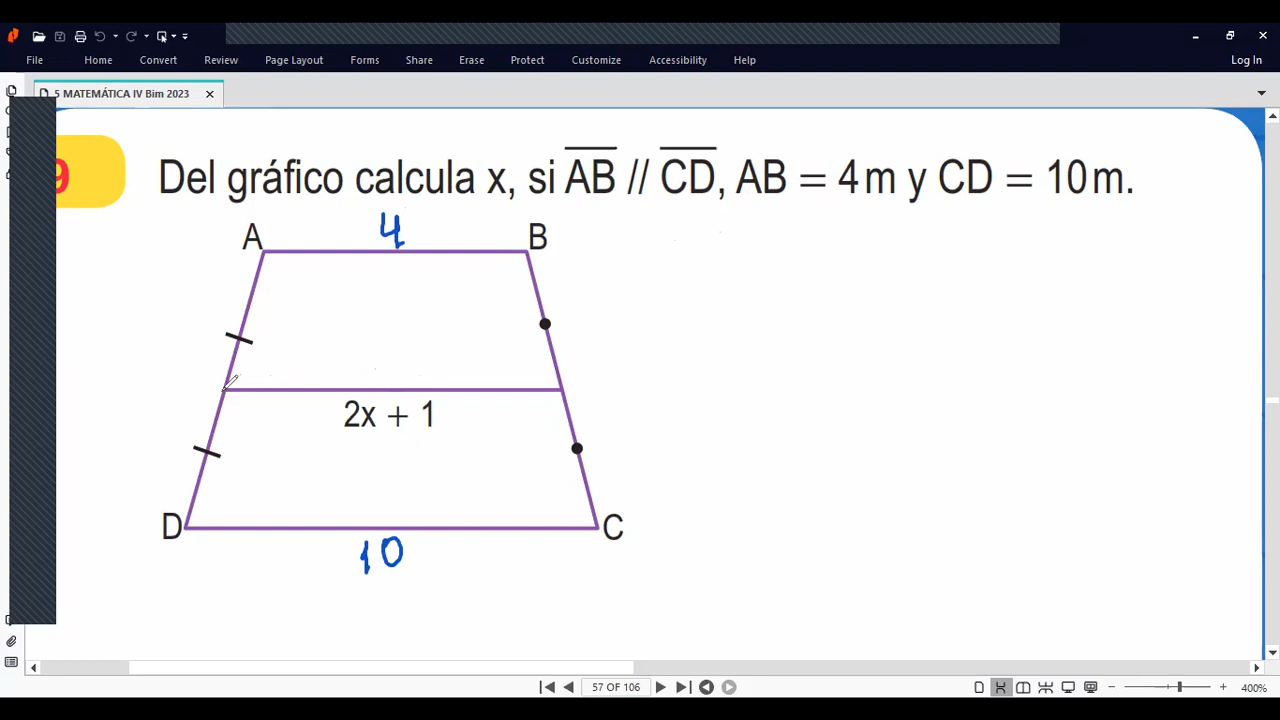 File Home Convert Review Page Layout Forms Share Erase Protect Customize Accessibility Help Log In
5 MATEMÁTICA IV Bim 2023
9 Del gráfico calcula x, si AB // CD, AB = 4 m y CD = 10 m.
4
A B
2x + 1
D C
10
57 OF 106 400%